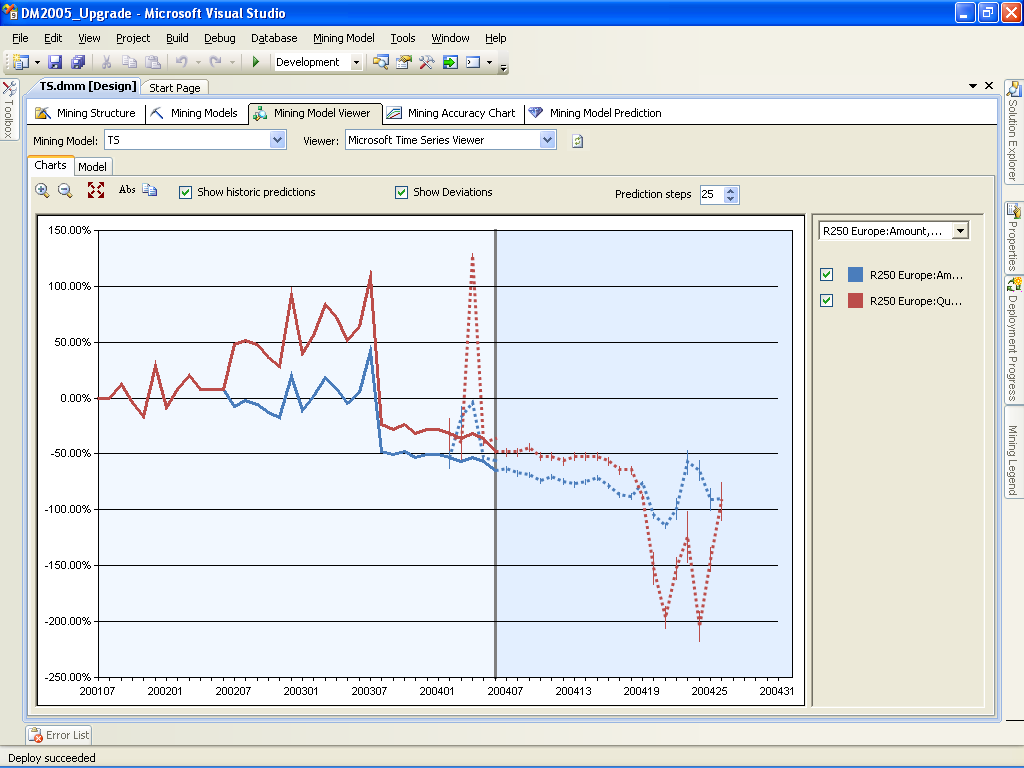 DM2005_Upgrade - Microsoft Visual Studio
File Edit View Project Build Debug Database Mining Model Tools Window Help
Development
TS.dmm [Design] Start Page
Toolbox
Mining Structure Mining Models Mining Model Viewer Mining Accuracy Chart Mining Model Prediction
Mining Model: TS Viewer: Microsoft Time Series Viewer
Charts Model
Abs Show historic predictions Show Deviations Prediction steps 25
150.00%
100.00%
50.00%
0.00%
-50.00%
-100.00%
-150.00%
-200.00%
-250.00%
200107 200201 200207 200301 200307 200401 200407 200413 200419 200425 200431
R250 Europe:Amount,...
R250 Europe:Am...
R250 Europe:Qu...
Solution Explorer
Properties
Deployment Progress
Mining Legend
Error List
Deploy succeeded